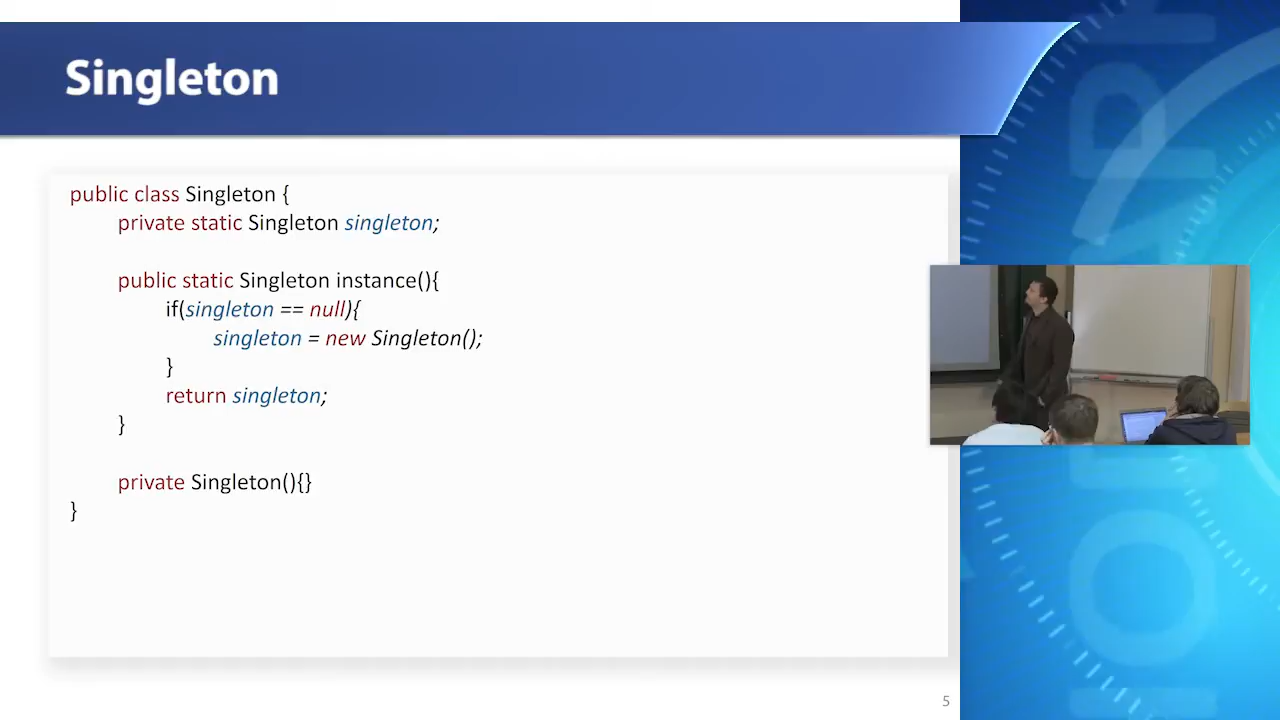 Singleton
public class Singleton {
private static Singleton singleton;
public static Singleton instance(){
if(singleton == null){
singleton = new Singleton();
}
return singleton;
}
private Singleton(){}
}
5